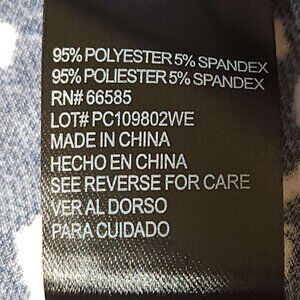 95% POLYESTER 5% SPANDEX
95% POLIESTER 5% SPANDEX
RN# 66585
LOT# PC109802WE
MADE IN CHINA
HECHO EN CHINA
SEE REVERSE FOR CARE
VER AL DORSO
PARA CUIDADO